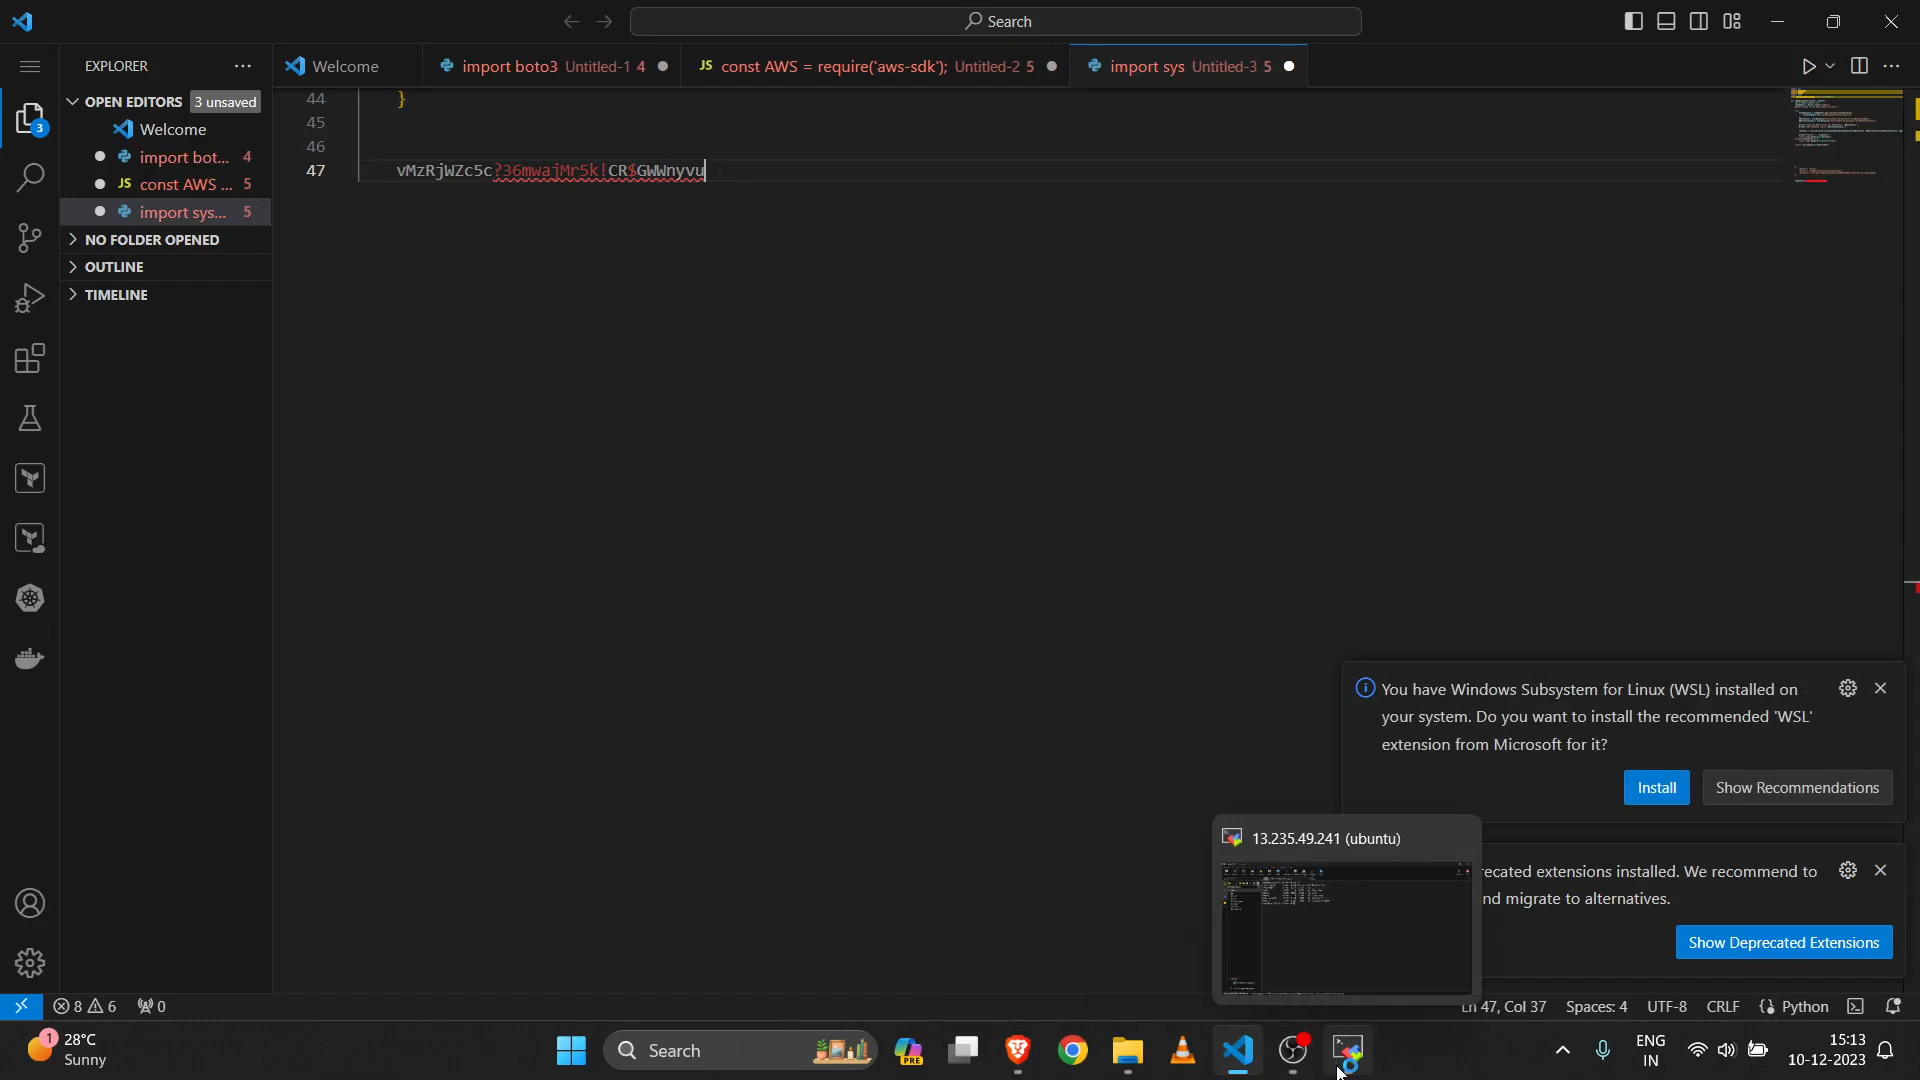 Search
EXPLORER
Welcome
import boto3 Untitled-1 4
JS const AWS = require('aws-sdk'); Untitled-2 5
import sys Untitled-3 5
OPEN EDITORS 3 unsaved
Welcome
import bot... 4
JS const AWS ... 5
import sys... 5
NO FOLDER OPENED
OUTLINE
TIMELINE
3
44 }
45
46
47 vMzRjWZc5c?36mwajMr5k!CR$GWWnyvu
You have Windows Subsystem for Linux (WSL) installed on
your system. Do you want to install the recommended 'WSL'
extension from Microsoft for it?
Install
Show Recommendations
13.235.49.241 (ubuntu)
recated extensions installed. We recommend to
nd migrate to alternatives.
Show Deprecated Extensions
8 6 0
Ln 47, Col 37 Spaces: 4 UTF-8 CRLF Python
1
28°C
Sunny
Search
PRE
ENG
IN
15:13
10-12-2023